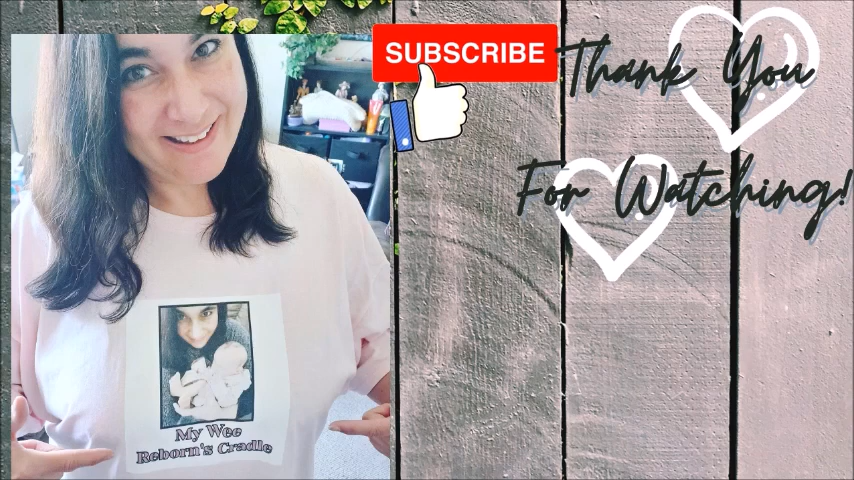 SUBSCRIBE
Thank You
For Watching!
My Wee
Reborn's Cradle